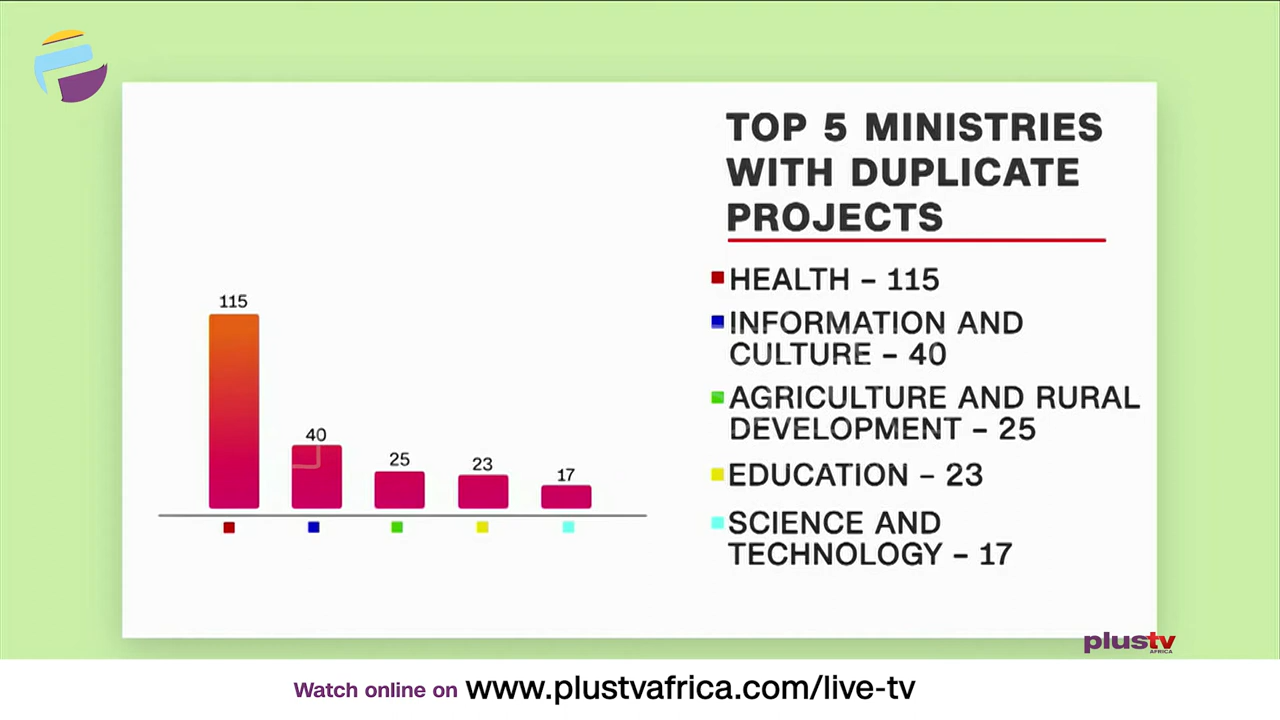 TOP 5 MINISTRIES
WITH DUPLICATE
PROJECTS
115
40
25
23
17
HEALTH – 115
INFORMATION AND
CULTURE – 40
AGRICULTURE AND RURAL
DEVELOPMENT – 25
EDUCATION – 23
SCIENCE AND
TECHNOLOGY – 17
plustv
AFRICA
Watch online on www.plustvafrica.com/live-tv